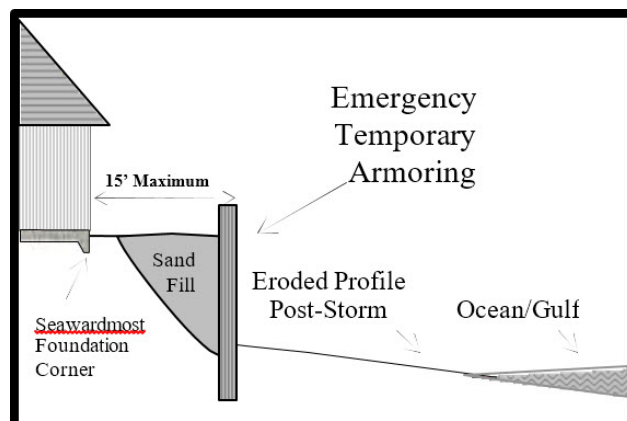 Emergency
Temporary
Armoring
15’ Maximum
Sand
Fill
Eroded Profile
Post-Storm
Ocean/Gulf
Seawardmost
Foundation
Corner